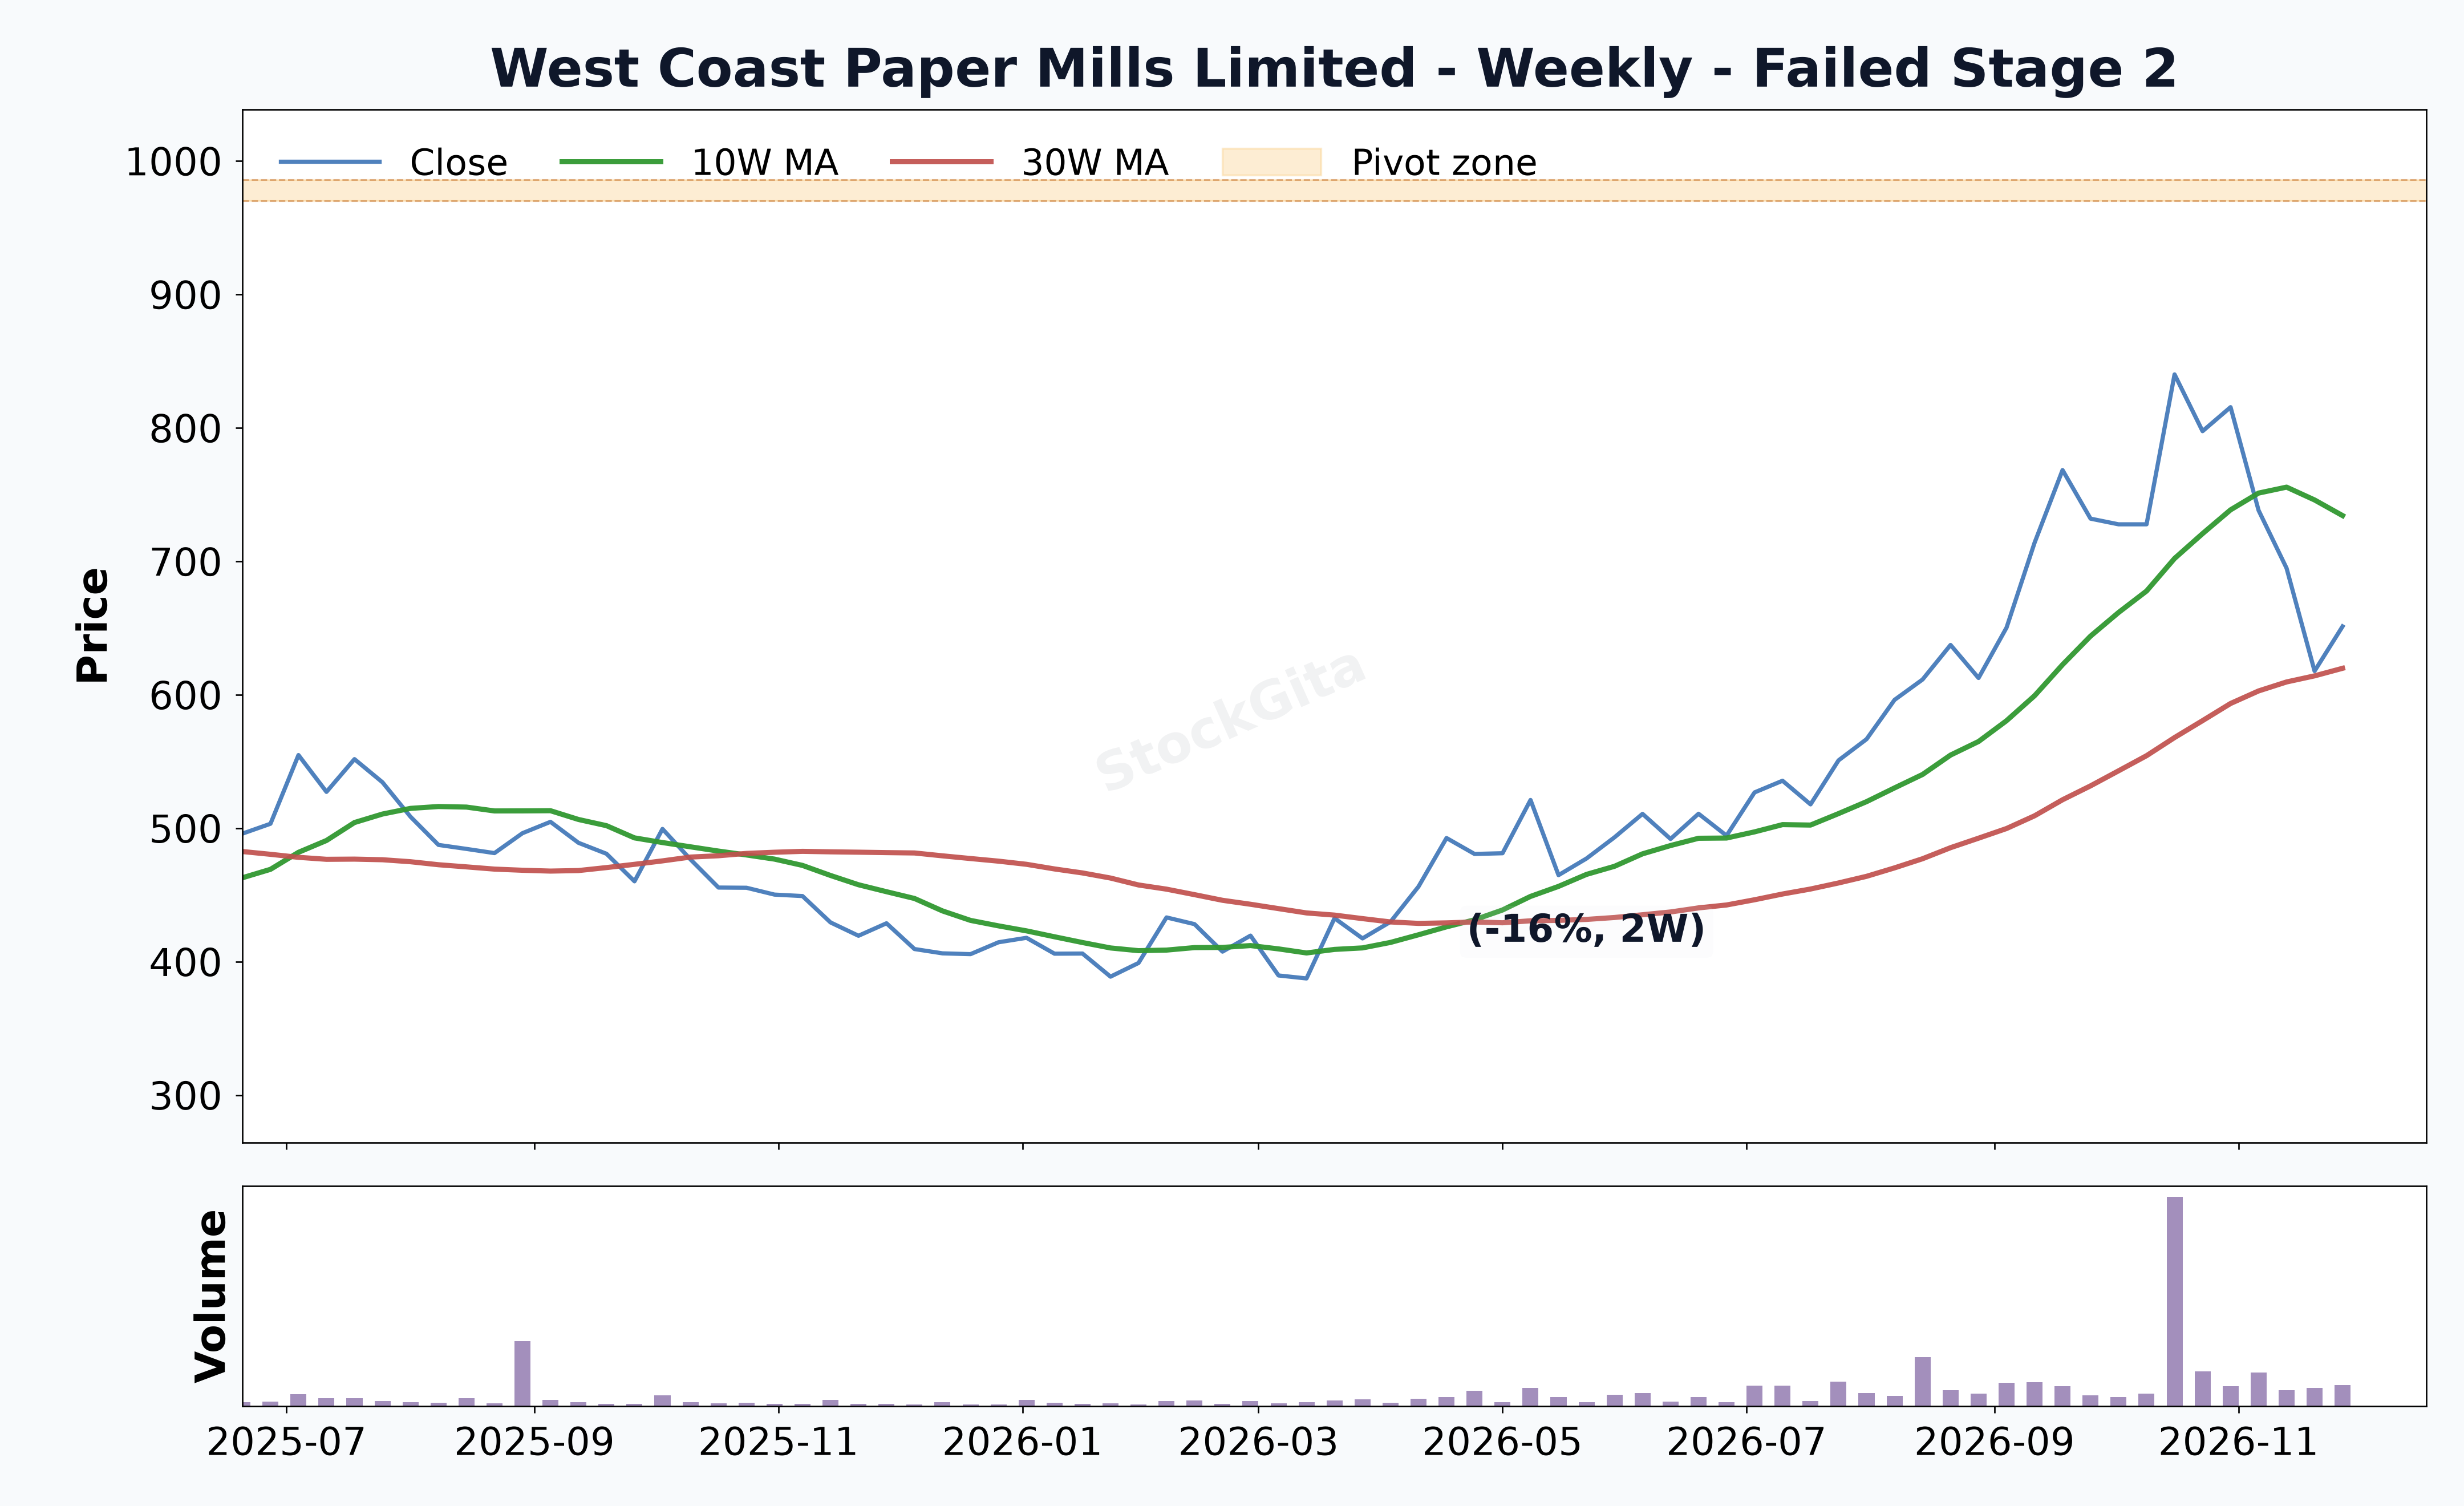 West Coast Paper Mills Limited - Weekly - Failed Stage 2
Close 10W MA 30W MA Pivot zone
1000
900
800
700
600
500
400
300
Price
StockGita
(-16%, 2W)
Volume
2025-07 2025-09 2025-11 2026-01 2026-03 2026-05 2026-07 2026-09 2026-11